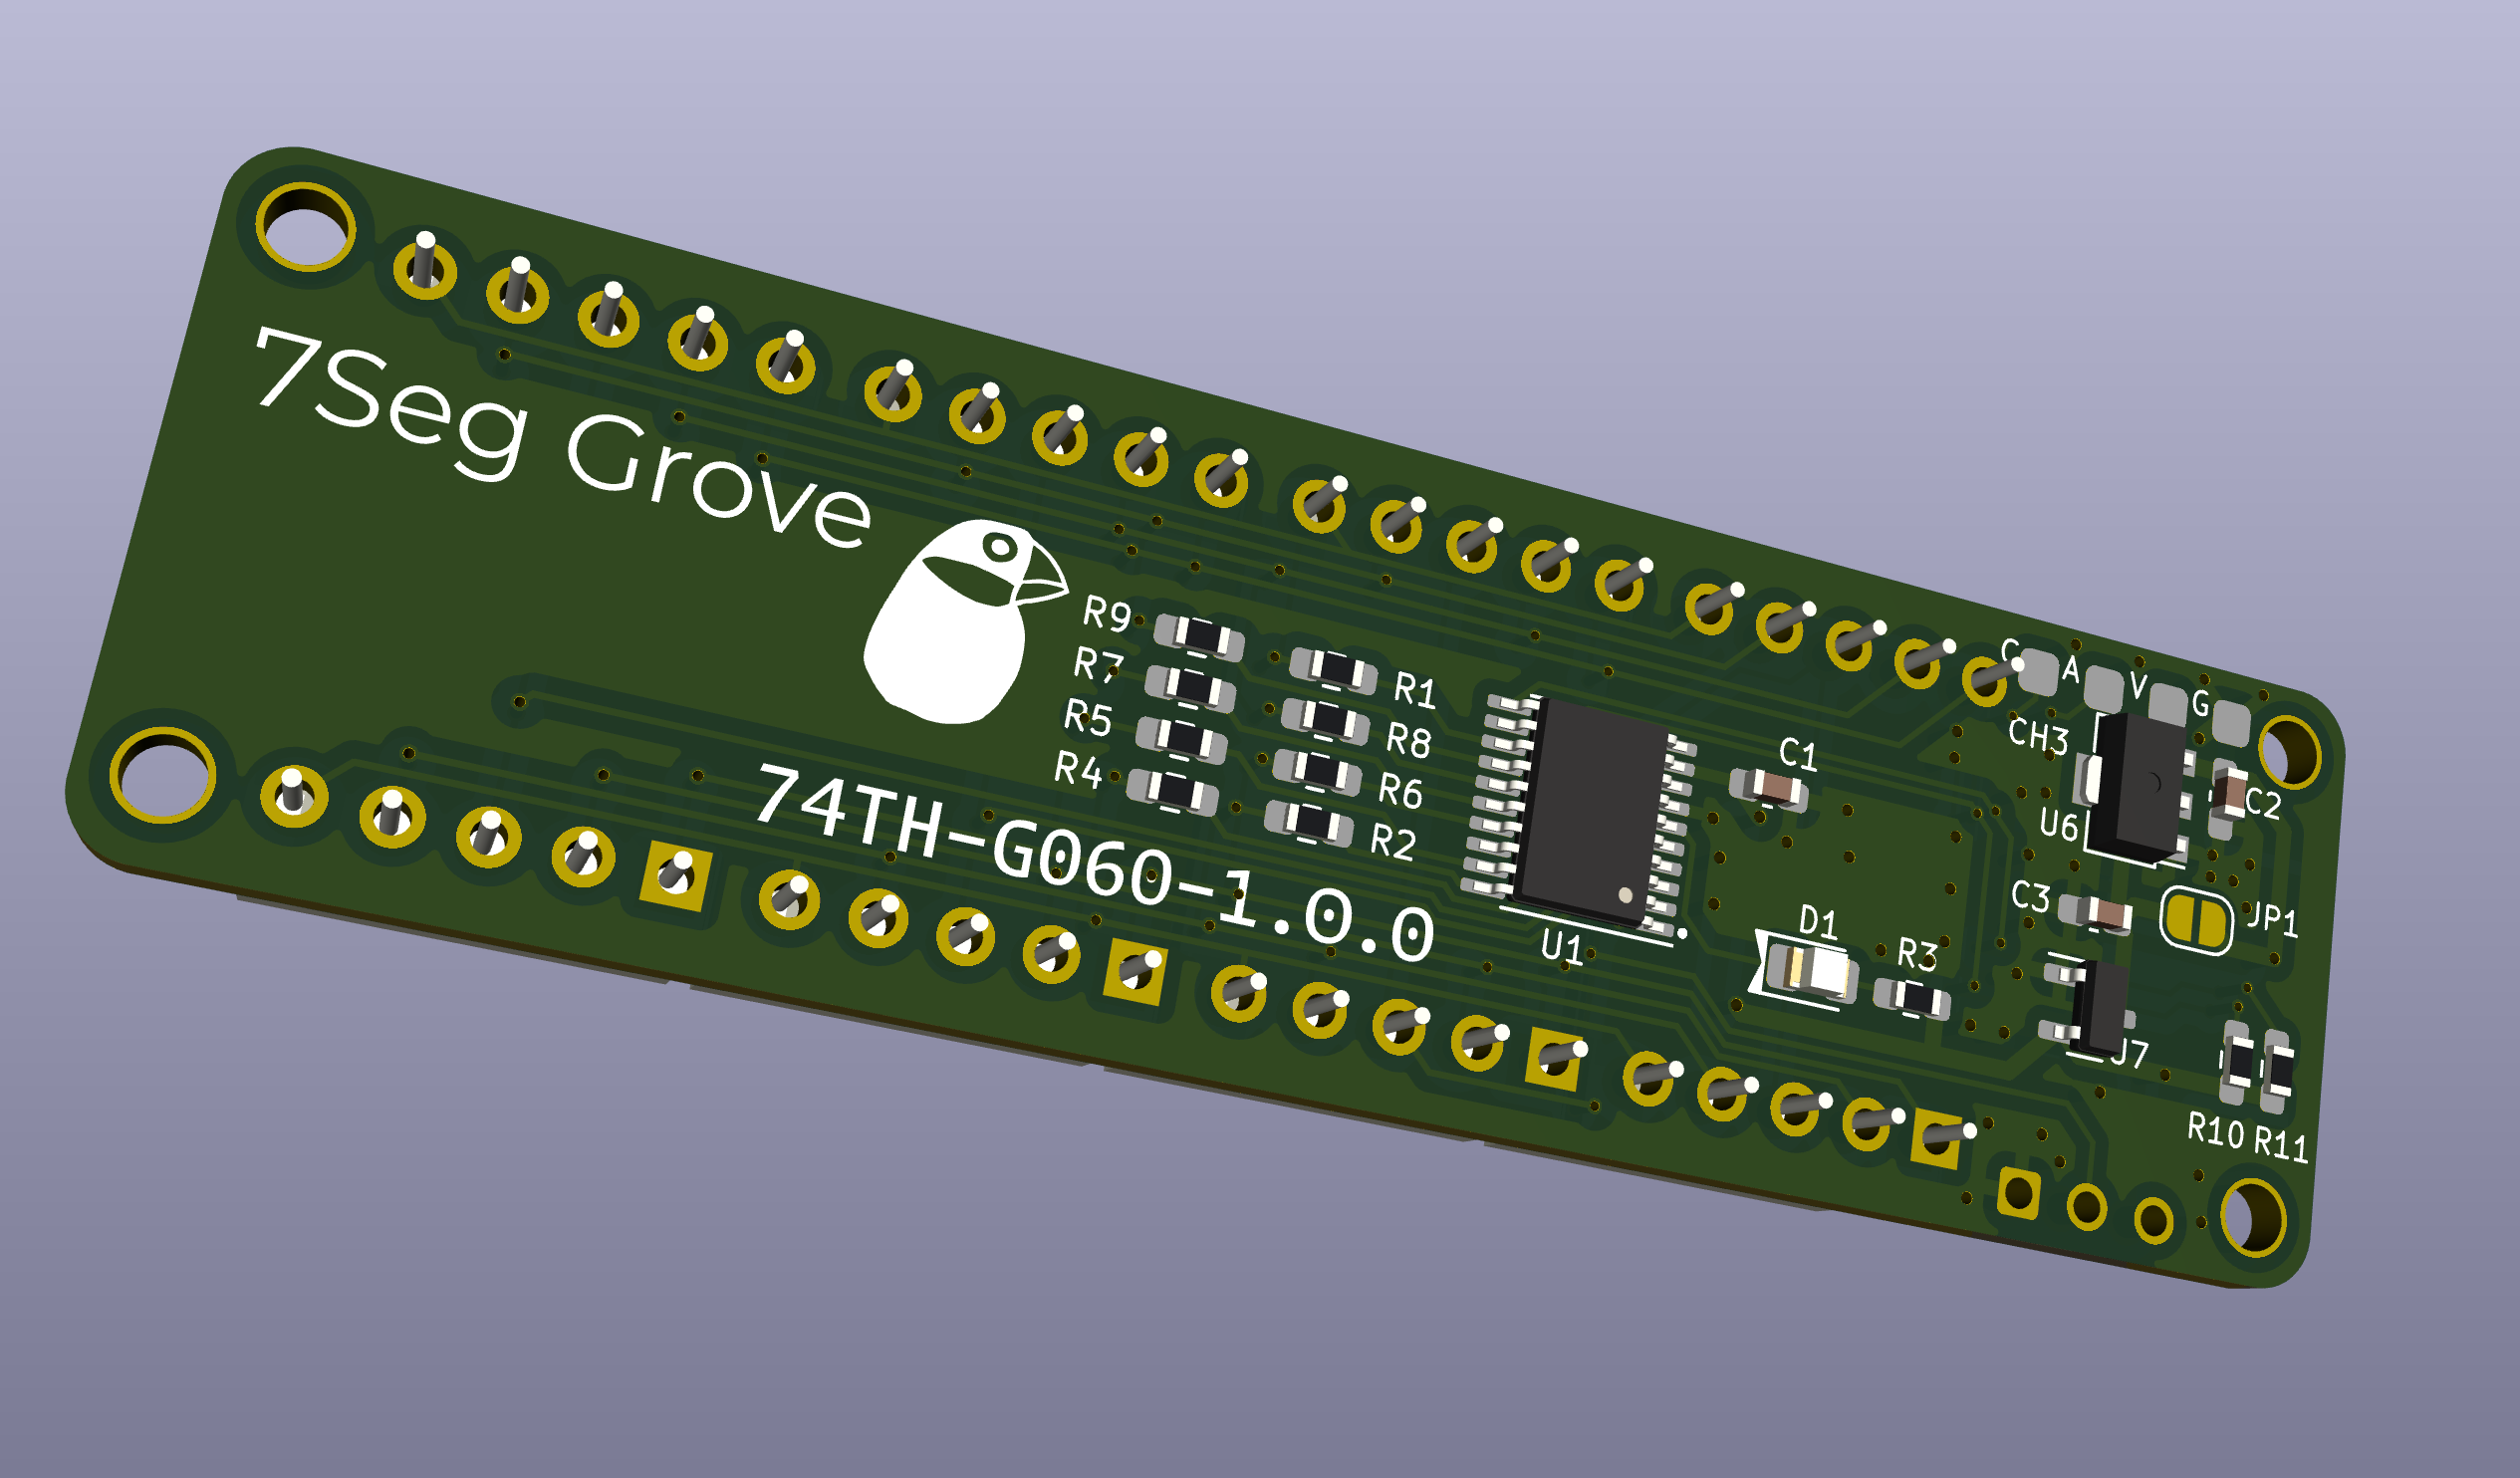 7Seg Grove
R9
R7
R5
R4
R1
R8
R6
R2
74TH-G060-1.0.0
U1
C1
D1
R3
C
A
V
G
CH3
U6
C2
C3
JP1
J7
R10
R11